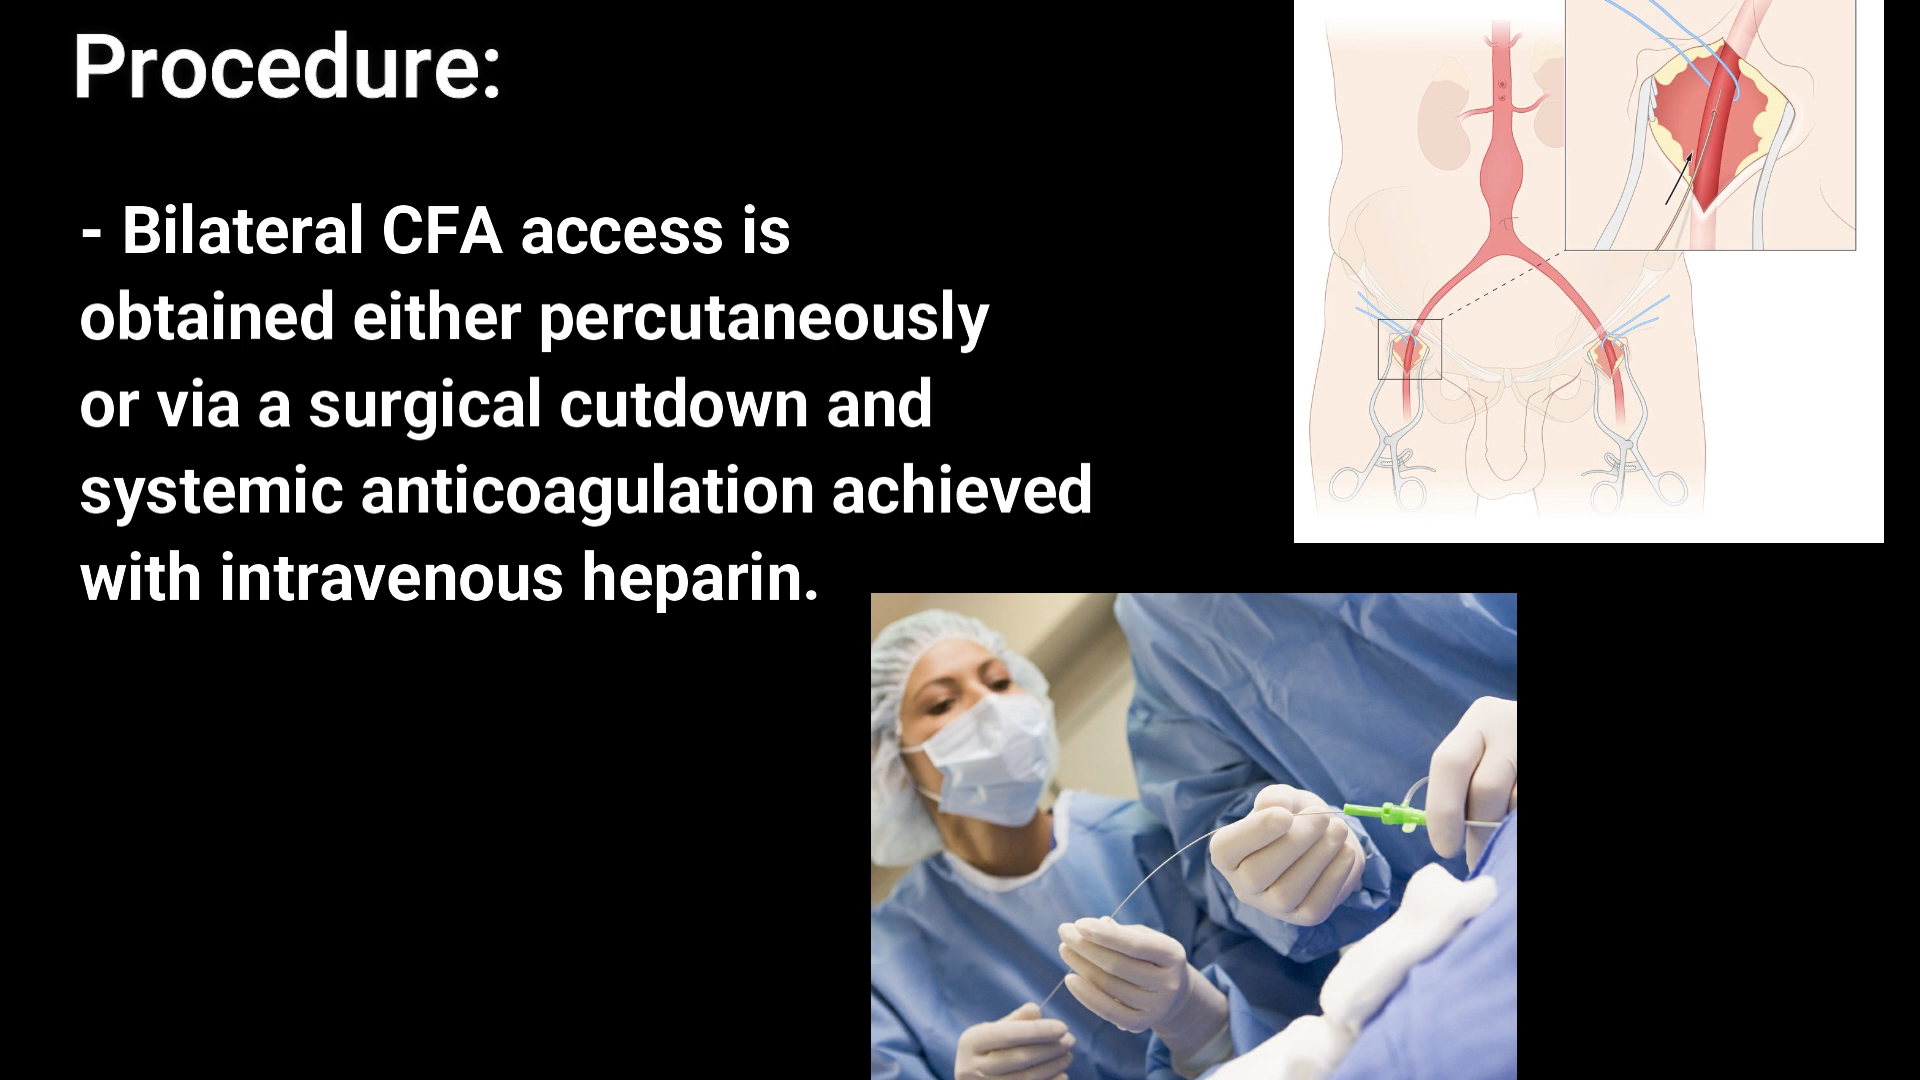 Procedure:
- Bilateral CFA access is
obtained either percutaneously
or via a surgical cutdown and
systemic anticoagulation achieved
with intravenous heparin.